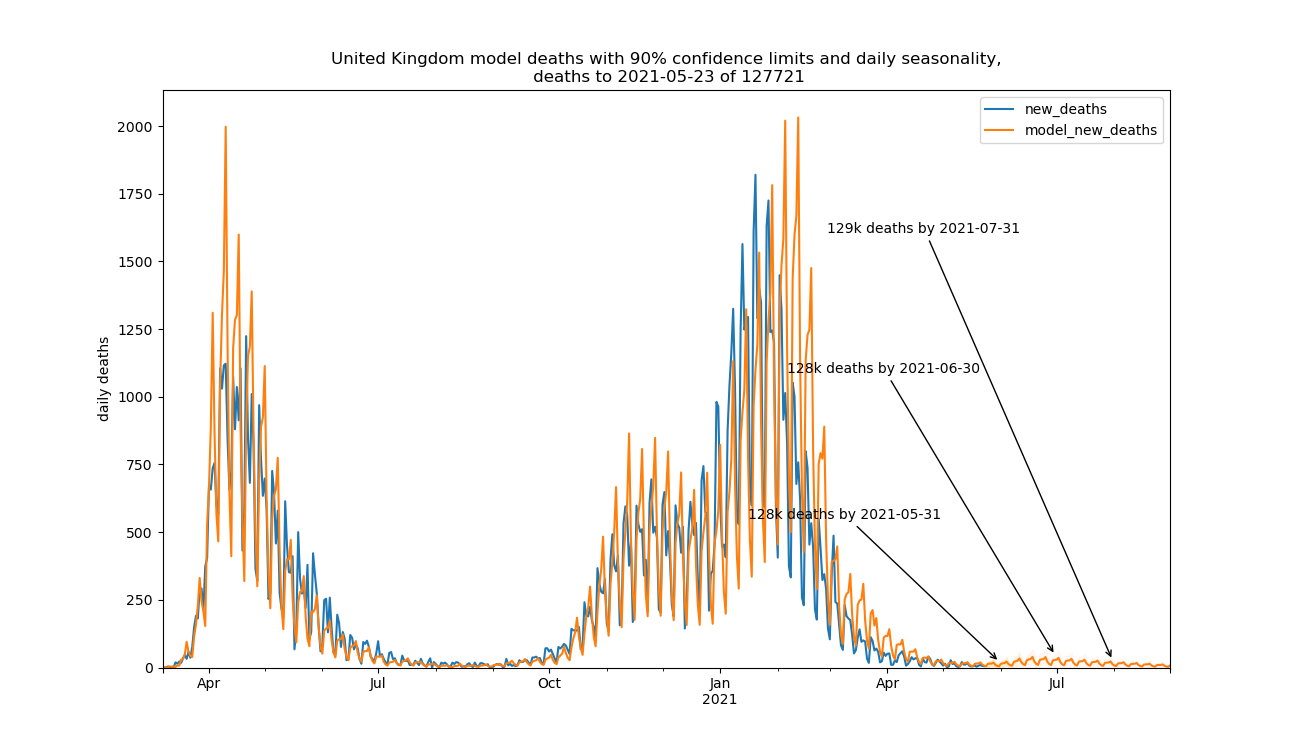 United Kingdom model deaths with 90% confidence limits and daily seasonality,
deaths to 2021-05-23 of 127721
new_deaths
model_new_deaths
2000
1750
1500
1250
1000
750
500
250
0
daily deaths
129k deaths by 2021-07-31
128k deaths by 2021-06-30
128k deaths by 2021-05-31
Apr
Jul
Oct
Jan
2021
Apr
Jul